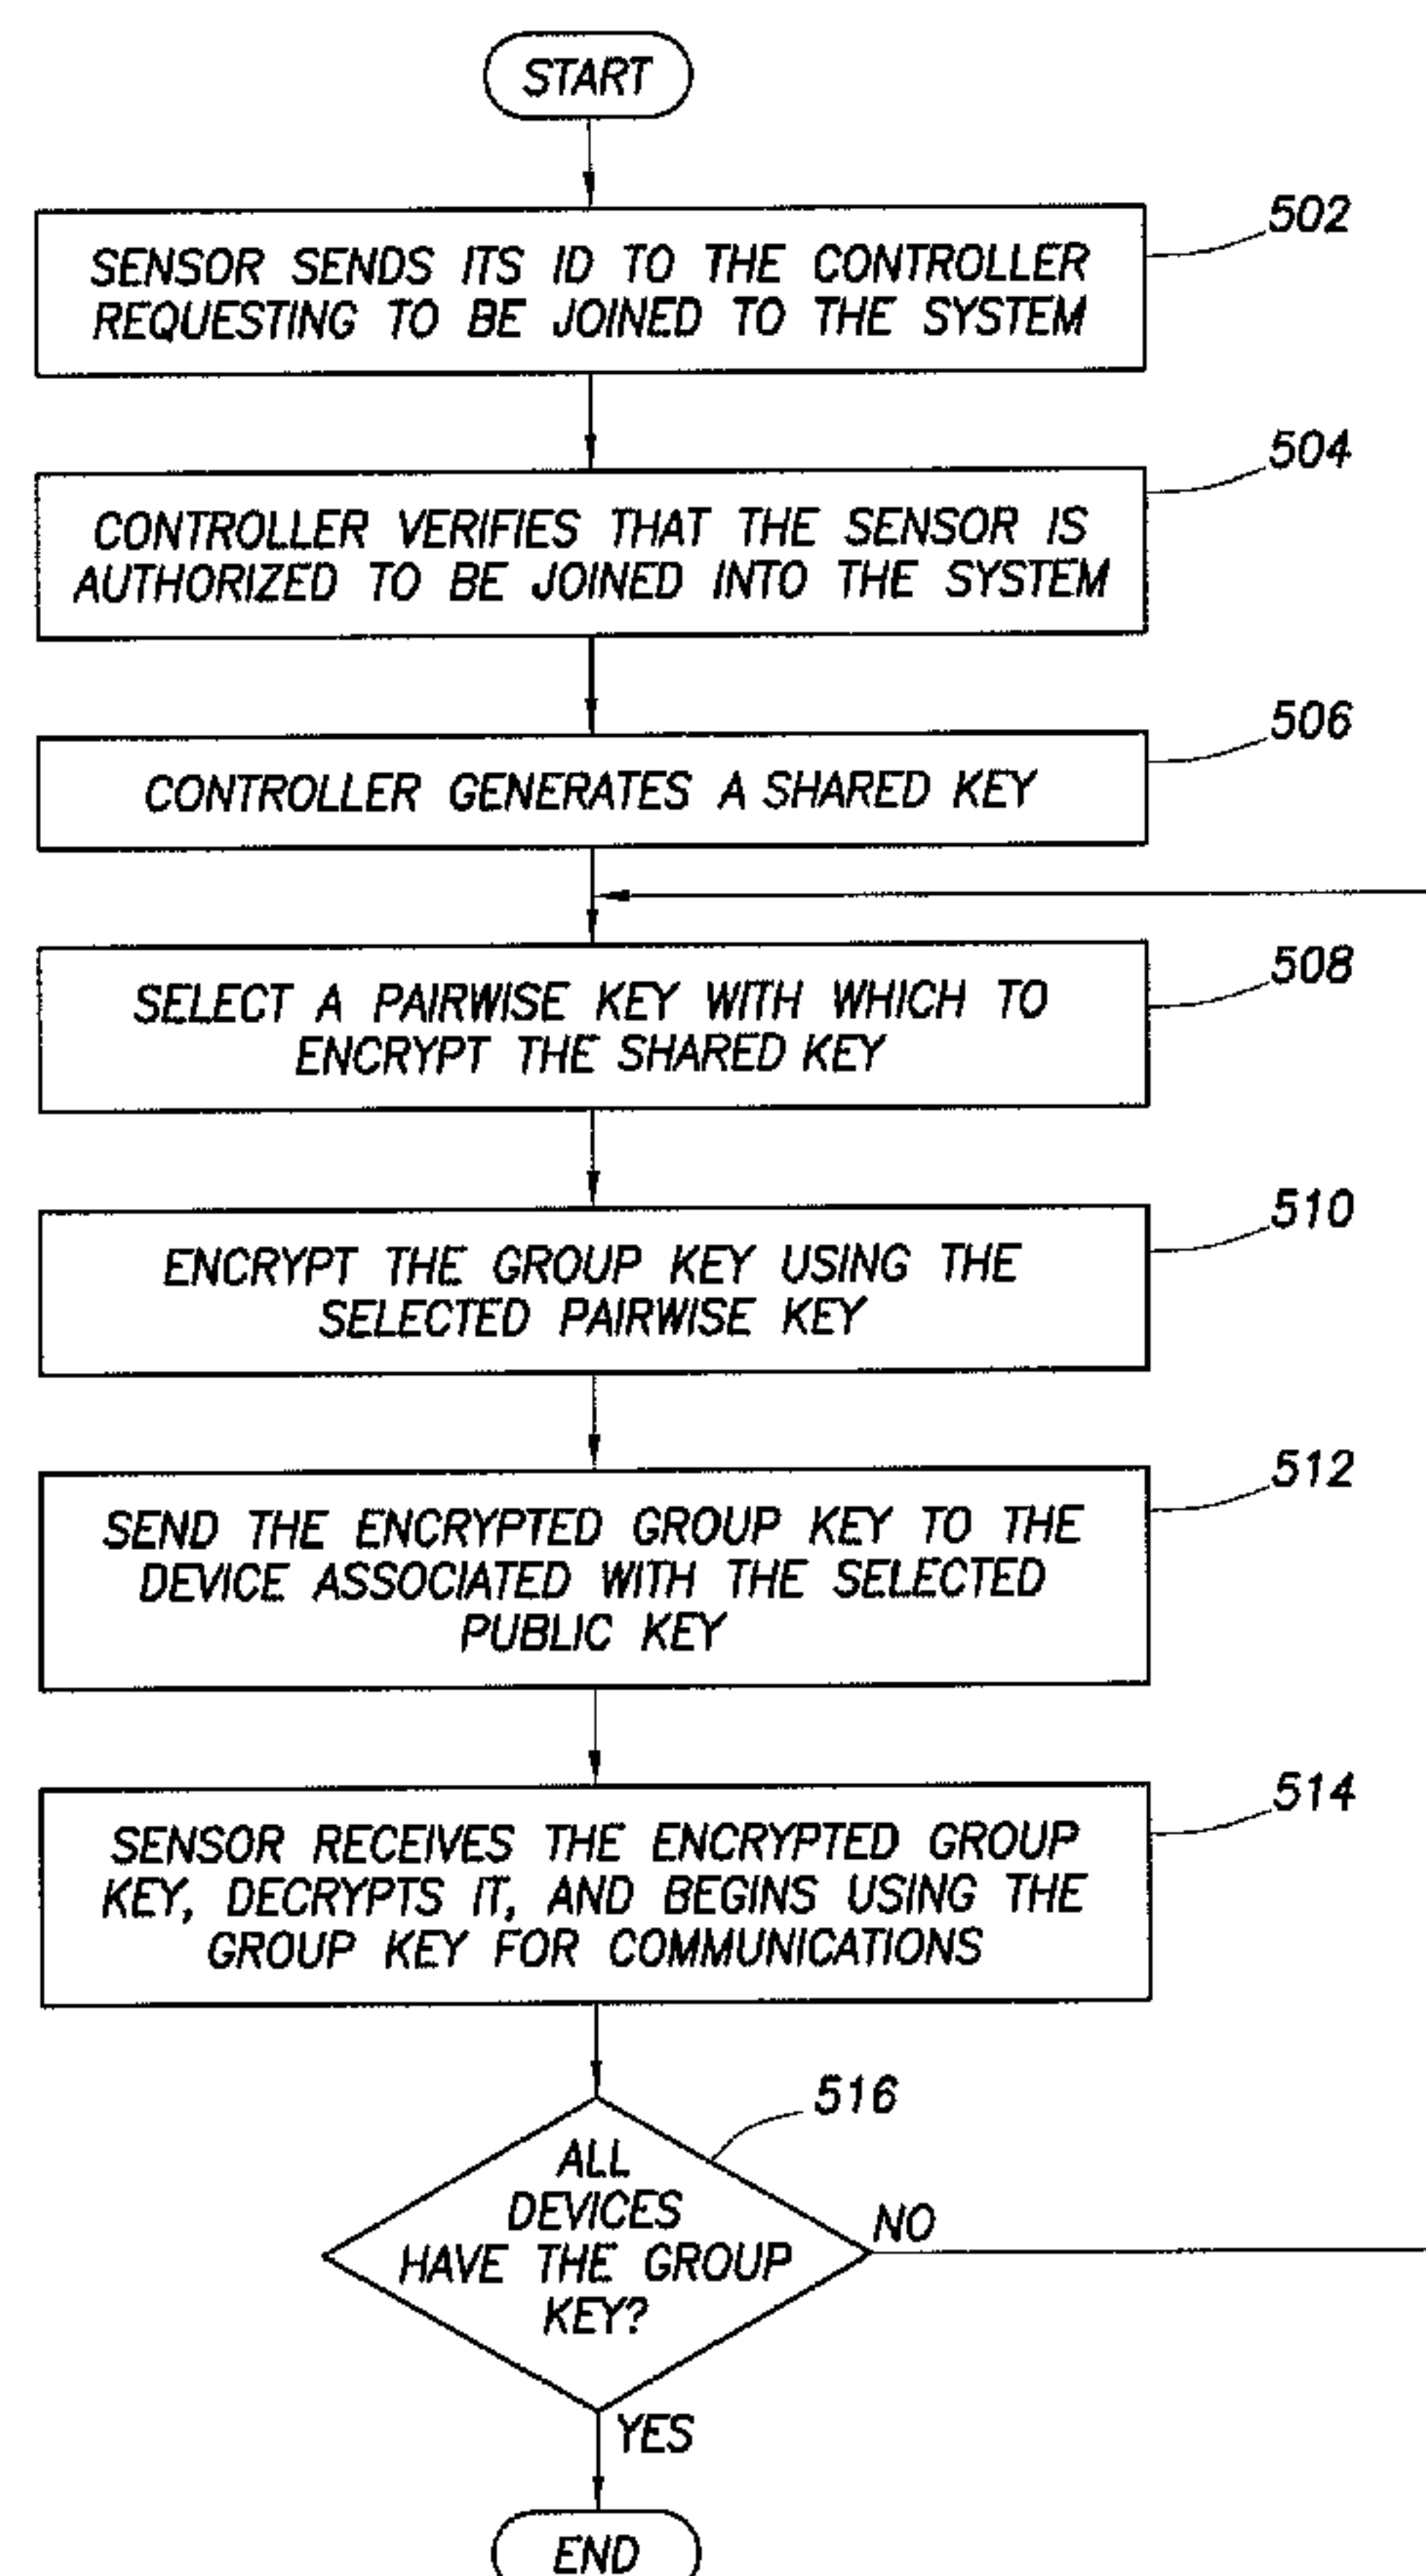 START
502
SENSOR SENDS ITS ID TO THE CONTROLLER
REQUESTING TO BE JOINED TO THE SYSTEM
504
CONTROLLER VERIFIES THAT THE SENSOR IS
AUTHORIZED TO BE JOINED INTO THE SYSTEM
506
CONTROLLER GENERATES A SHARED KEY
508
SELECT A PAIRWISE KEY WITH WHICH TO
ENCRYPT THE SHARED KEY
510
ENCRYPT THE GROUP KEY USING THE
SELECTED PAIRWISE KEY
512
SEND THE ENCRYPTED GROUP KEY TO THE
DEVICE ASSOCIATED WITH THE SELECTED
PUBLIC KEY
514
SENSOR RECEIVES THE ENCRYPTED GROUP
KEY, DECRYPTS IT, AND BEGINS USING THE
GROUP KEY FOR COMMUNICATIONS
516
ALL
DEVICES
HAVE THE GROUP
KEY?
NO
YES
END